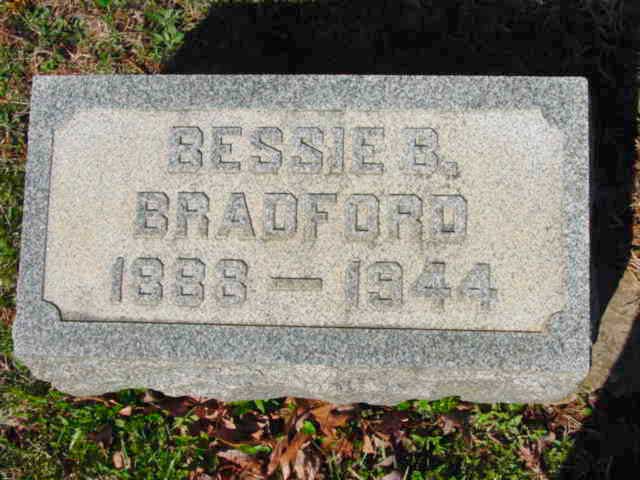 BESSIE B.
BRADFORD
1888 — 1944